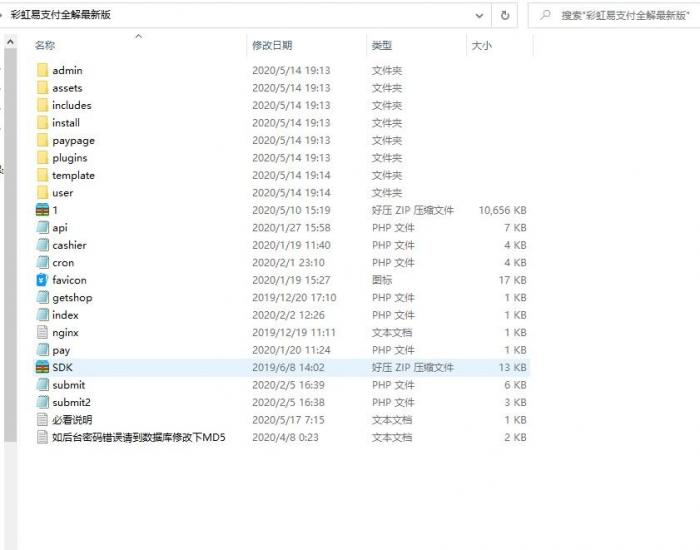 彩虹易支付全解最新版
搜索"彩虹易支付全解最新版"
名称 修改日期 类型 大小
admin 2020/5/14 19:13 文件夹
assets 2020/5/14 19:13 文件夹
includes 2020/5/14 19:13 文件夹
install 2020/5/14 19:13 文件夹
paypage 2020/5/14 19:13 文件夹
plugins 2020/5/14 19:13 文件夹
template 2020/5/14 19:14 文件夹
user 2020/5/14 19:14 文件夹
1 2020/5/10 15:19 好压 ZIP 压缩文件 10,656 KB
api 2020/1/27 15:58 PHP 文件 7 KB
cashier 2020/1/19 11:40 PHP 文件 4 KB
cron 2020/2/1 23:10 PHP 文件 4 KB
favicon 2020/1/19 15:27 图标 17 KB
getshop 2019/12/20 17:10 PHP 文件 1 KB
index 2020/2/2 12:26 PHP 文件 1 KB
nginx 2019/12/19 11:11 文本文档 1 KB
pay 2020/1/20 11:24 PHP 文件 1 KB
SDK 2019/6/8 14:02 好压 ZIP 压缩文件 13 KB
submit 2020/2/5 16:39 PHP 文件 6 KB
submit2 2020/2/5 16:38 PHP 文件 3 KB
必看说明 2020/5/17 7:15 文本文档 1 KB
如后台密码错误请到数据库修改下MD5 2020/4/8 0:23 文本文档 2 KB